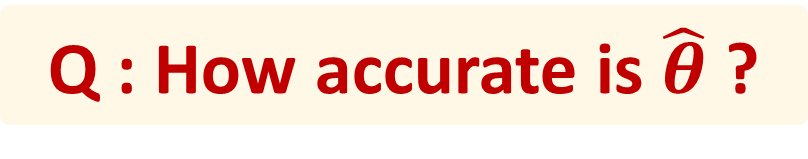 Q : How accurate is θ̂ ?